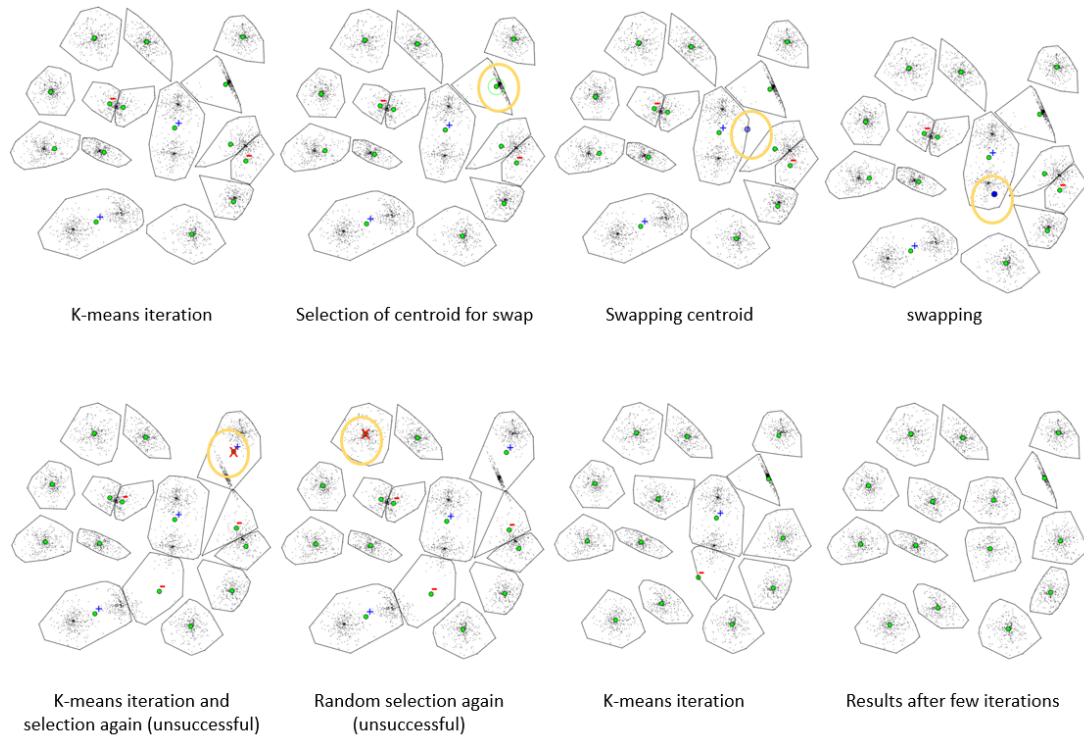 K-means iteration
Selection of centroid for swap
Swapping centroid
swapping
K-means iteration and
selection again (unsuccessful)
Random selection again
(unsuccessful)
K-means iteration
Results after few iterations